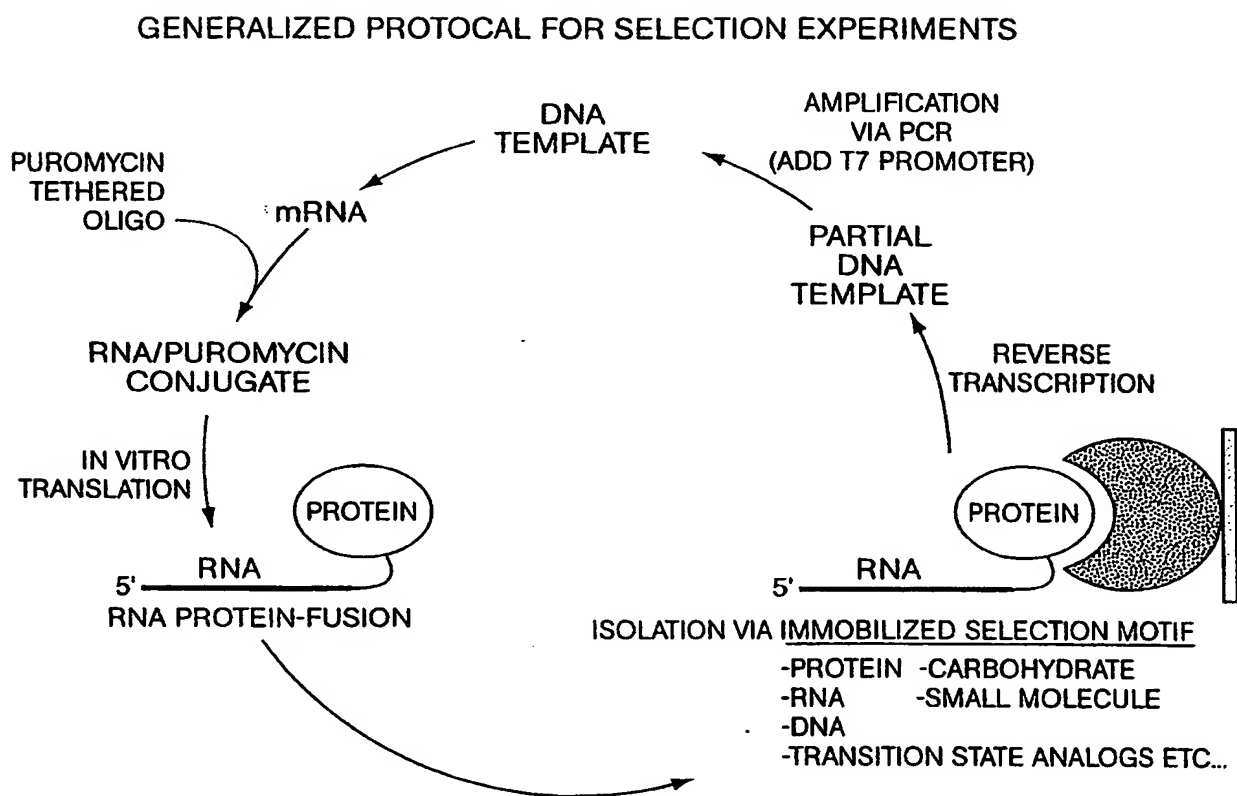 GENERALIZED PROTOCAL FOR SELECTION EXPERIMENTS
DNA
TEMPLATE
AMPLIFICATION
VIA PCR
(ADD T7 PROMOTER)
PUROMYCIN
TETHERED
OLIGO
mRNA
PARTIAL
DNA
TEMPLATE
RNA/PUROMYCIN
CONJUGATE
REVERSE
TRANSCRIPTION
IN VITRO
TRANSLATION
PROTEIN
RNA
5'
RNA PROTEIN-FUSION
PROTEIN
RNA
5'
ISOLATION VIA IMMOBILIZED SELECTION MOTIF
-PROTEIN -CARBOHYDRATE
-RNA -SMALL MOLECULE
-DNA
-TRANSITION STATE ANALOGS ETC...